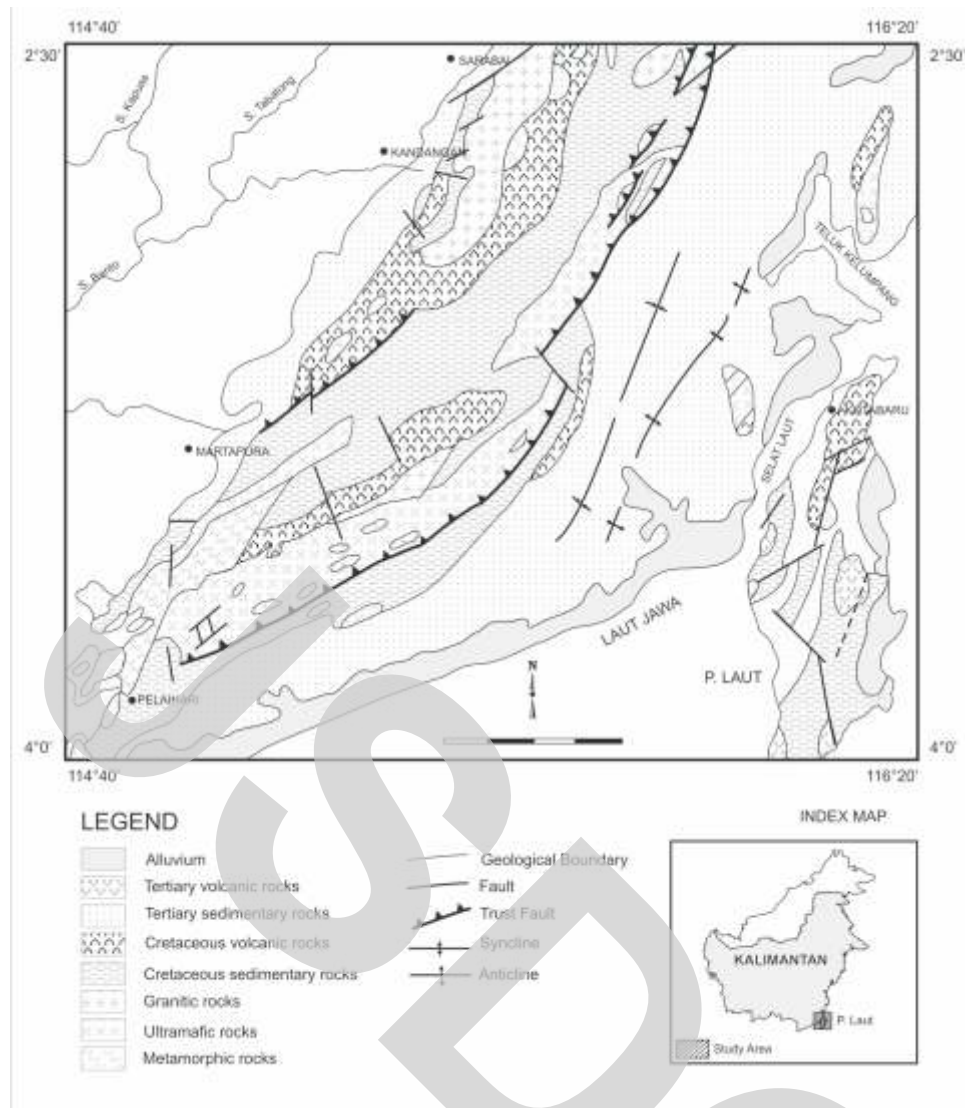 114°40'
116°20'
2°30'
2°30'
SARABAI
S. Kapuas
S. Tabalong
KANDANGAN
S. Barito
TELUK KELUMPANG
MARTAPURA
KOTABARU
SELAT LAUT
LAUT JAWA
P. LAUT
N
PELAIHARI
4°0'
4°0'
114°40'
116°20'
LEGEND
Alluvium
Tertiary volcanic rocks
Tertiary sedimentary rocks
Cretaceous volcanic rocks
Cretaceous sedimentary rocks
Granitic rocks
Ultramafic rocks
Metamorphic rocks
Geological Boundary
Fault
Trust Fault
Syncline
Anticline
INDEX MAP
KALIMANTAN
P. Laut
Study Area